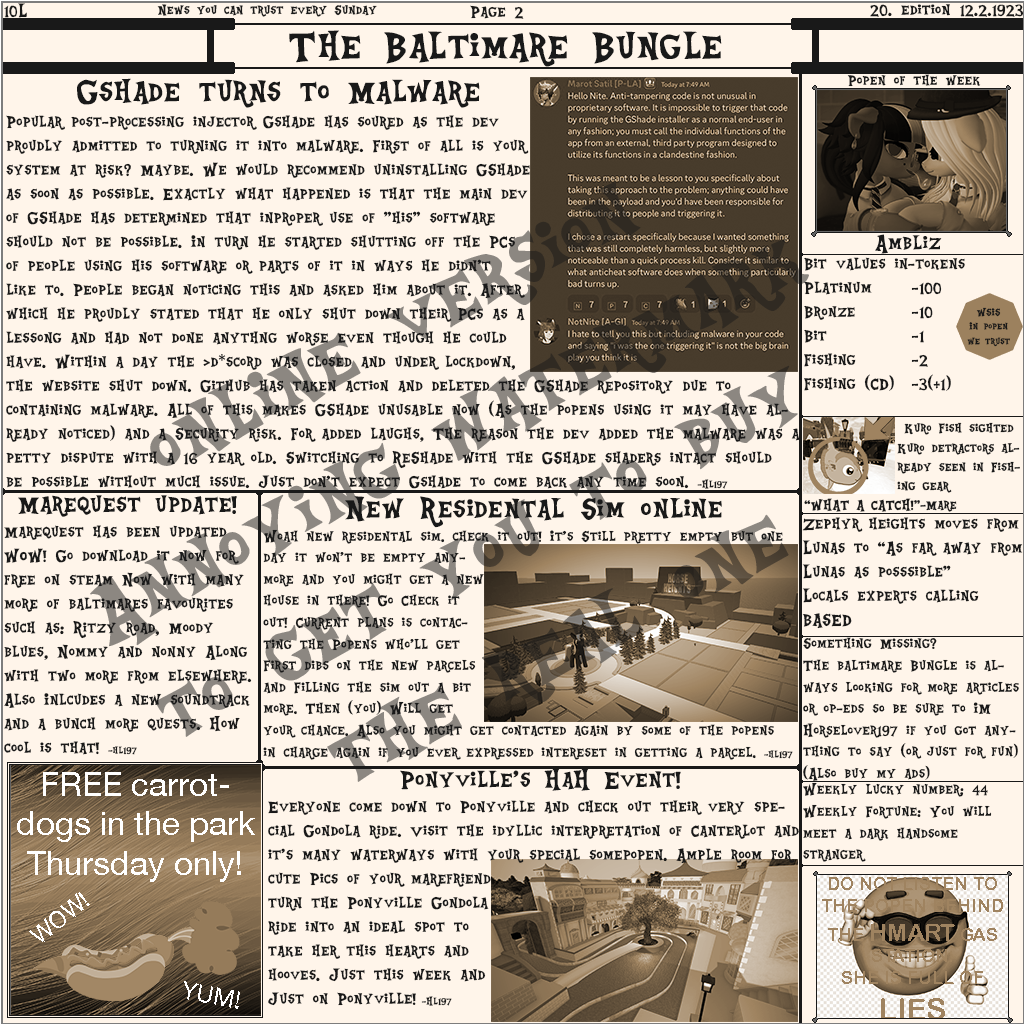 10L
News you can trust every Sunday
PAGE 2
20. Edition 12.2.1923
The Baltimare Bungle
Gshade turns to MALWARE
Popular post-processing injector Gshade has soured as the dev
proudly admitted to turning it into malware. First of all is your
system at risk? Maybe. We would recommend uninstalling GShade
as soon as possible. Exactly what happened is that the main dev
of GShade has determined that inproper use of "His" software
should not be possible. In turn he started shutting off the PCs
of people using his software or parts of it in ways he didn't
like to. People began noticing this and asked him about it. After
which he proudly stated that he only shut down their PCs as a
lesson and had not done anything worse even though he could
have. Within a day the >D*scord was closed and under lockdown,
the website shut down. GitHub has taken action and deleted the GShade repository due to
containing malware. All of this makes GShade unusable now (As the popens using it may have al-
ready noticed) and a Security risk. For added laughs, the reason the dev added the malware was a
petty dispute with a 16 year old. Switching to ReShade with the GShade shaders intact should
be possible without much issue. Just don't expect Gshade to come back any time soon. -HL197
Marot Satil [P-LA] Today at 7:49 AM
Hello Nite. Anti-tampering code is not unusual in
proprietary software. It is impossible to trigger that code
by running the GShade installer as a normal end-user in
any fashion; you must call the individual functions of the
app from an external, third party program designed to
utilize its functions in a clandestine fashion.
This was meant to be a lesson to you specifically about
taking this approach to the problem; anything could have
been in the payload and you'd have been responsible for
distributing it to people and triggering it.
I chose a restart specifically because I wanted something
that was still completely harmless, but slightly more
noticeable than a quick process kill. Consider it similar to
what anticheat software does when something particularly
bad turns up.
N 7 P 7 C 7 1 1
NotNite [A-GI] Today at 7:49 AM
I hate to tell you this but including malware in your code
and saying "i was the one triggering it" is not the big brain
play you think it is
Popen of the week
Ambliz
Bit values in-tokens
Platinum -100
Bronze -10
Bit -1
Fishing -2
Fishing (CD) -3(+1)
WSIS
in popen
we trust
Kuro fish sighted
Kuro detractors al-
ready seen in fish-
ing gear
"What a catch!"-Mare
Zephyr Heights moves from
Lunas to "As far away from
Lunas as posssible"
Locals experts calling
BASED
Something Missing?
The Baltimare Bungle is al-
ways looking for more articles
or op-eds so be sure to IM
Horselover197 if you got any-
thing to say (or just for fun)
(Also buy my ads)
Weekly lucky number: 44
Weekly Fortune: You will
meet a dark handsome
stranger
DO NOT LISTEN TO
THE POPEN BEHIND
THE HMART GAS
SHE IS FULL OF
LIES
MAREQUEST UPDATE!
Marequest has been updated
WoW! Go download it now for
free on Steam Now with many
more of baltimares favourites
such as: Ritzy Road, Moody
blues, Nommy and nonny Along
with two more from elsewhere.
Also inlcudes a new soundtrack
and a bunch more quests. How
cool is that! -HL197
New Residental Sim online
Woah new residental sim. Check it out! it's still pretty empty but one
day it won't be empty any-
more and you might get a new
house in there! Go check it
out! Current plans is contac-
ting the popens who'll get
first dibs on the new parcels
and filling the sim out a bit
more. Then (you) will get
your chance. Also you might get contacted again by some of the popens
in charge again if you ever expressed intereset in getting a parcel. -HL197
HORSE
HEIGHTS
Ponyville's HaH Event!
Everyone come down to Ponyville and check out their very spe-
cial Gondola ride. Visit the idyllic interpretation of Canterlot and
it's many waterways with your special somepopen. Ample room for
cute pics of your marefriend
Turn the Ponyville Gondola
Ride into an ideal spot to
take her this Hearts and
Hooves. Just this week and
Just on Ponyville! -HL197
FREE carrot-
dogs in the park
Thursday only!
WOW!
YUM!
ONLINE VERSION
ANNOYING WATERMARK
TO GET YOU TO BUY
THE REAL ONE